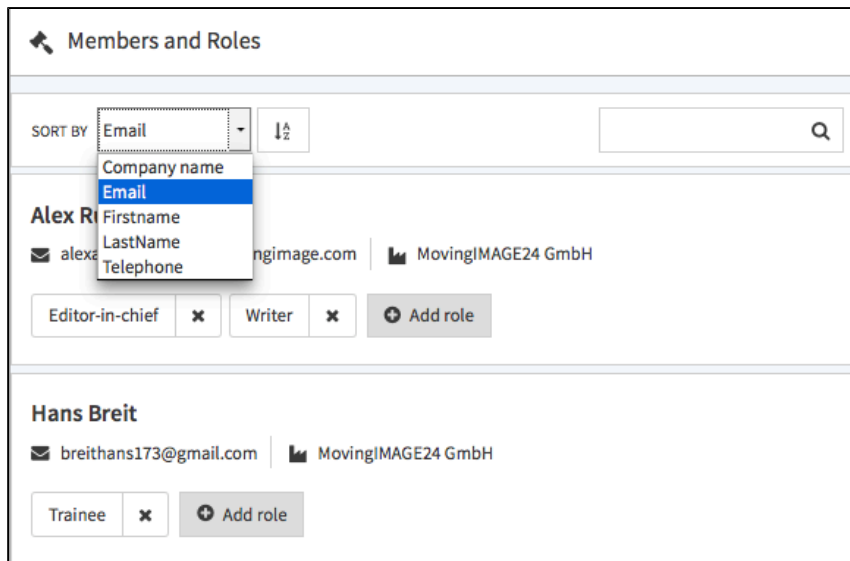 Members and Roles
SORT BY Email
Company name
Email
Firstname
LastName
Telephone
Alex
ngimage.com MovingIMAGE24 GmbH
Editor-in-chief Writer Add role
Hans Breit
breithans173@gmail.com MovingIMAGE24 GmbH
Trainee Add role